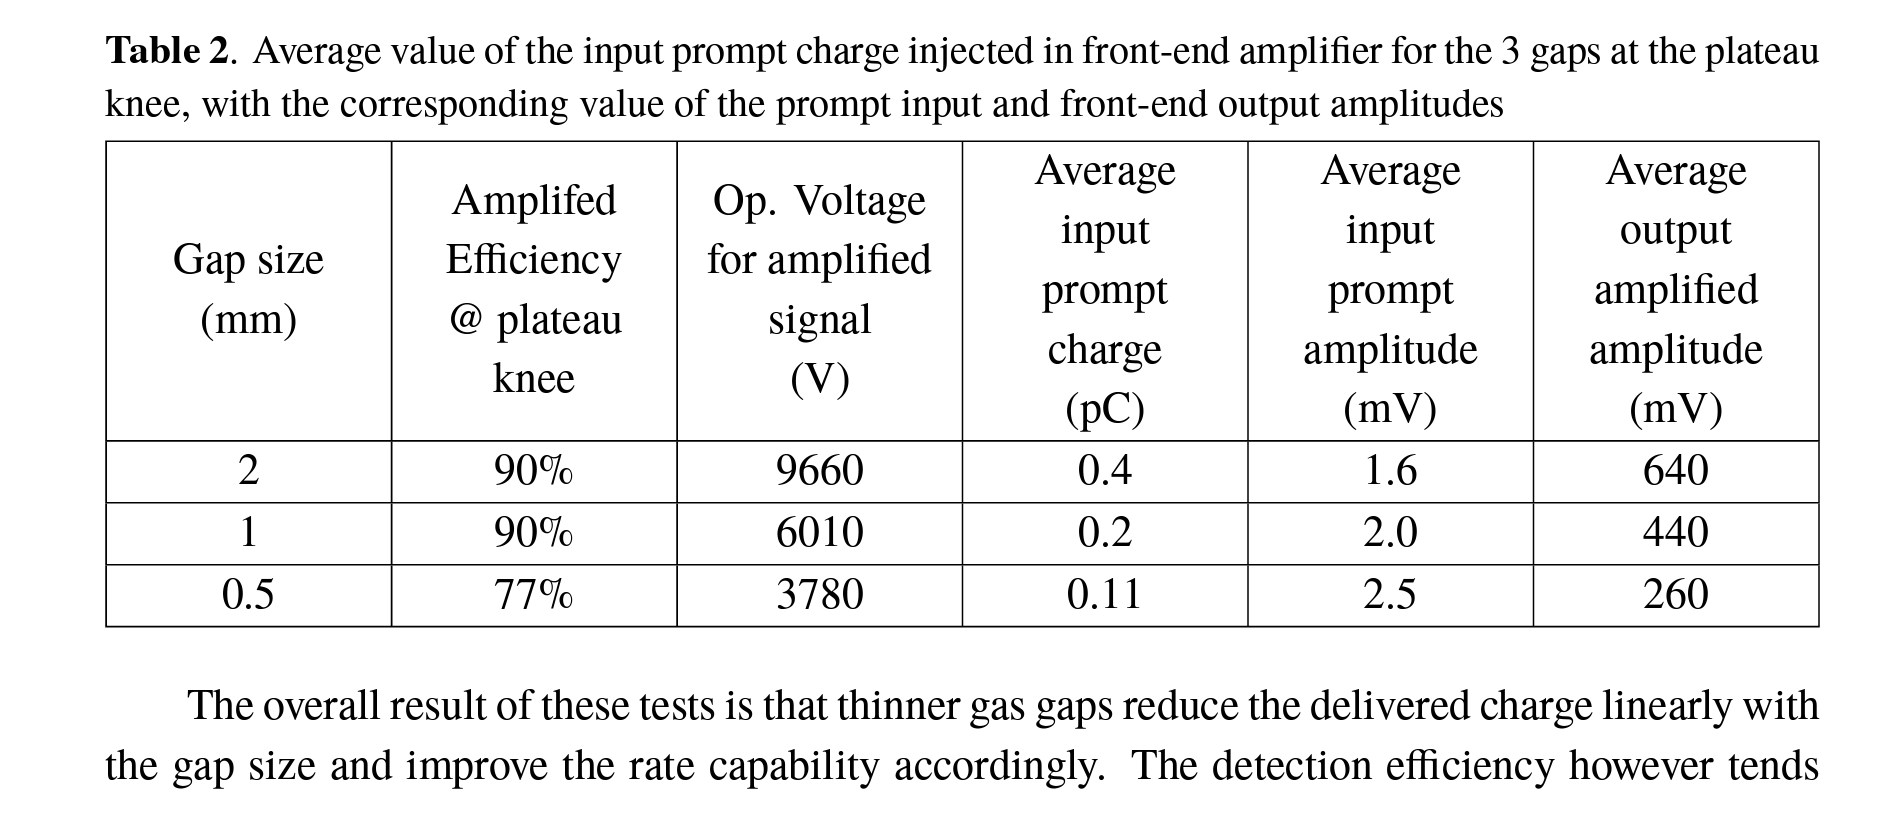 Table 2. Average value of the input prompt charge injected in front-end amplifier for the 3 gaps at the plateau
knee, with the corresponding value of the prompt input and front-end output amplitudes
Gap size
(mm)
Amplifed
Efficiency
@ plateau
knee
Op. Voltage
for amplified
signal
(V)
Average
input
prompt
charge
(pC)
Average
input
prompt
amplitude
(mV)
Average
output
amplified
amplitude
(mV)
2 90% 9660 0.4 1.6 640
1 90% 6010 0.2 2.0 440
0.5 77% 3780 0.11 2.5 260
The overall result of these tests is that thinner gas gaps reduce the delivered charge linearly with
the gap size and improve the rate capability accordingly. The detection efficiency however tends